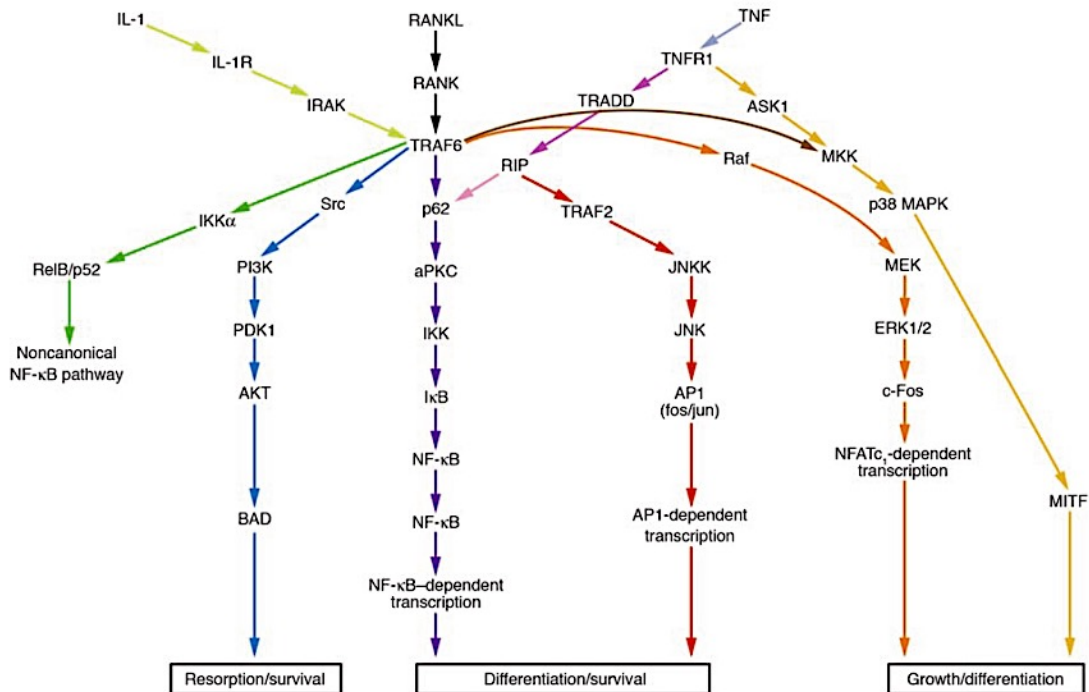 IL-1
RANKL
TNF
IL-1R
TNFR1
RANK
IRAK
TRADD
ASK1
TRAF6
Raf
MKK
RIP
Src
p62
TRAF2
p38 MAPK
IKKα
RelB/p52
PI3K
aPKC
JNKK
MEK
PDK1
IKK
JNK
ERK1/2
Noncanonical
NF-κB pathway
AKT
IκB
AP1
(fos/jun)
c-Fos
NF-κB
NFATc₁-dependent
transcription
MITF
BAD
NF-κB
AP1-dependent
transcription
NF-κB–dependent
transcription
Resorption/survival
Differentiation/survival
Growth/differentiation